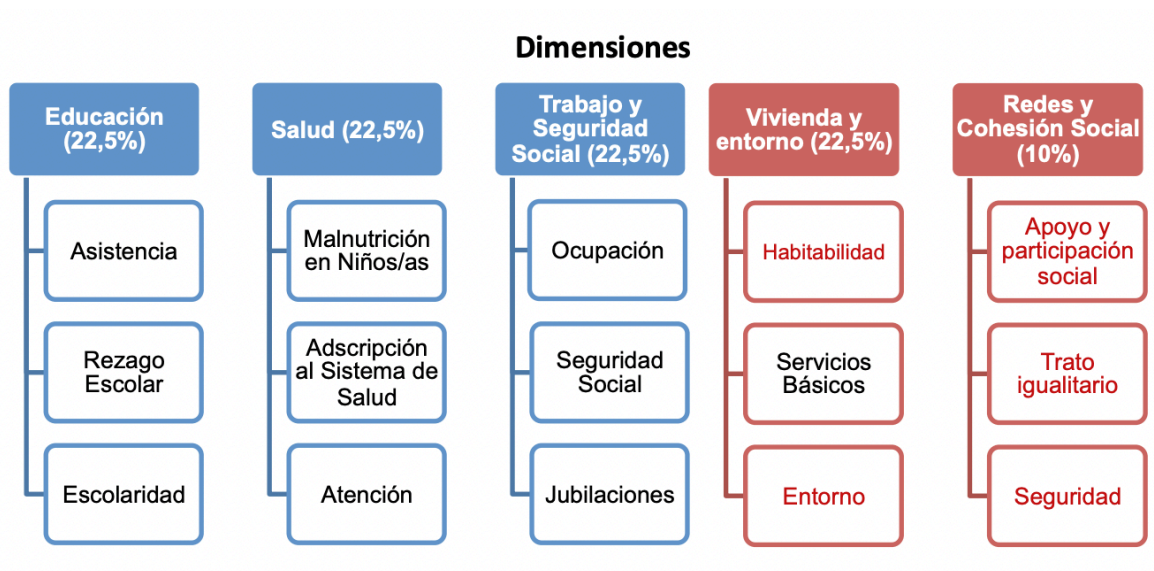 Dimensiones
Educación
(22,5%)
Asistencia
Rezago
Escolar
Escolaridad
Salud (22,5%)
Malnutrición
en Niños/as
Adscripción
al Sistema de
Salud
Atención
Trabajo y
Seguridad
Social (22,5%)
Ocupación
Seguridad
Social
Jubilaciones
Vivienda y
entorno (22,5%)
Habitabilidad
Servicios
Básicos
Entorno
Redes y
Cohesión Social
(10%)
Apoyo y
participación
social
Trato
igualitario
Seguridad